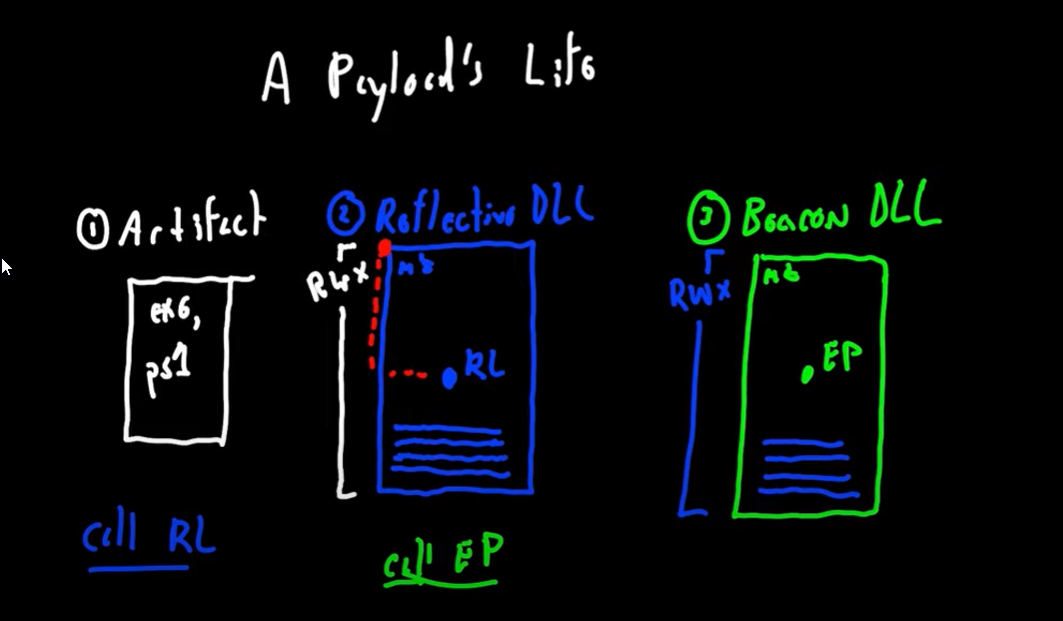 A Payload's Life
① Artifact
exe,
ps1
call RL
② Reflective DLL
RWX
MZ
RL
call EP
③ Beacon DLL
RWX
MZ
EP